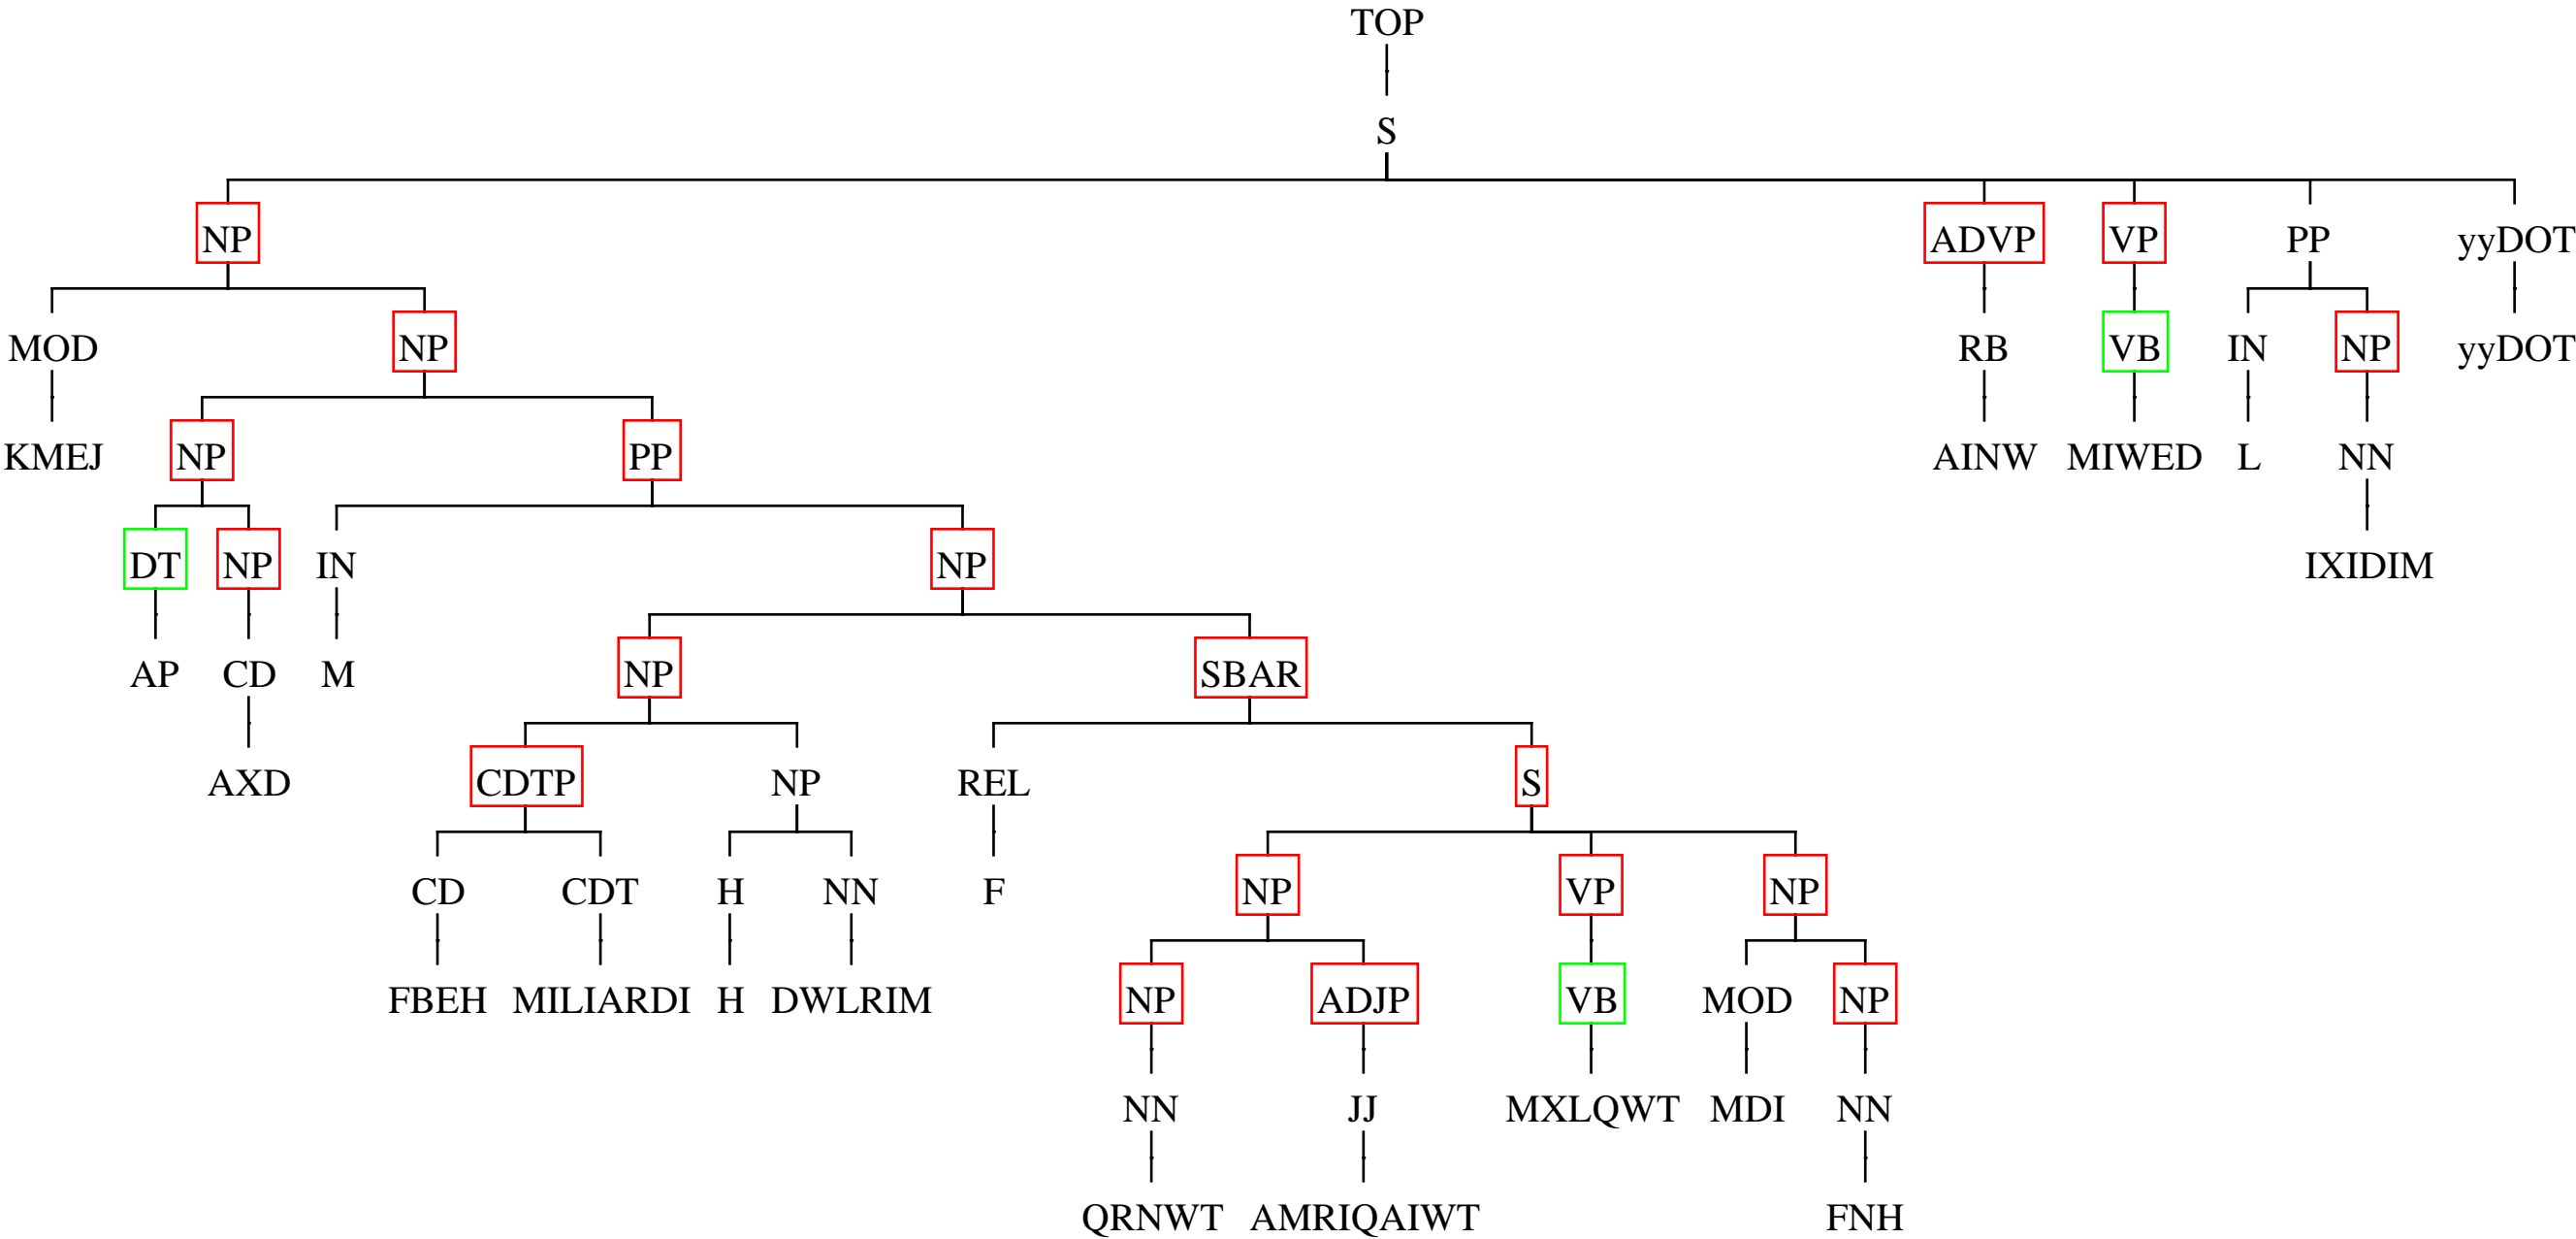 TOP
S
NP ADVP VP PP yyDOT
MOD NP RB VB IN NP yyDOT
KMEJ NP PP AINW MIWED L NN
DT NP IN NP IXIDIM
AP CD M NP SBAR
AXD CDTP NP REL S
CD CDT H NN F NP VP NP
FBEH MILIARDI H DWLRIM NP ADJP VB MOD NP
NN JJ MXLQWT MDI NN
QRNWT AMRIQAIWT FNH